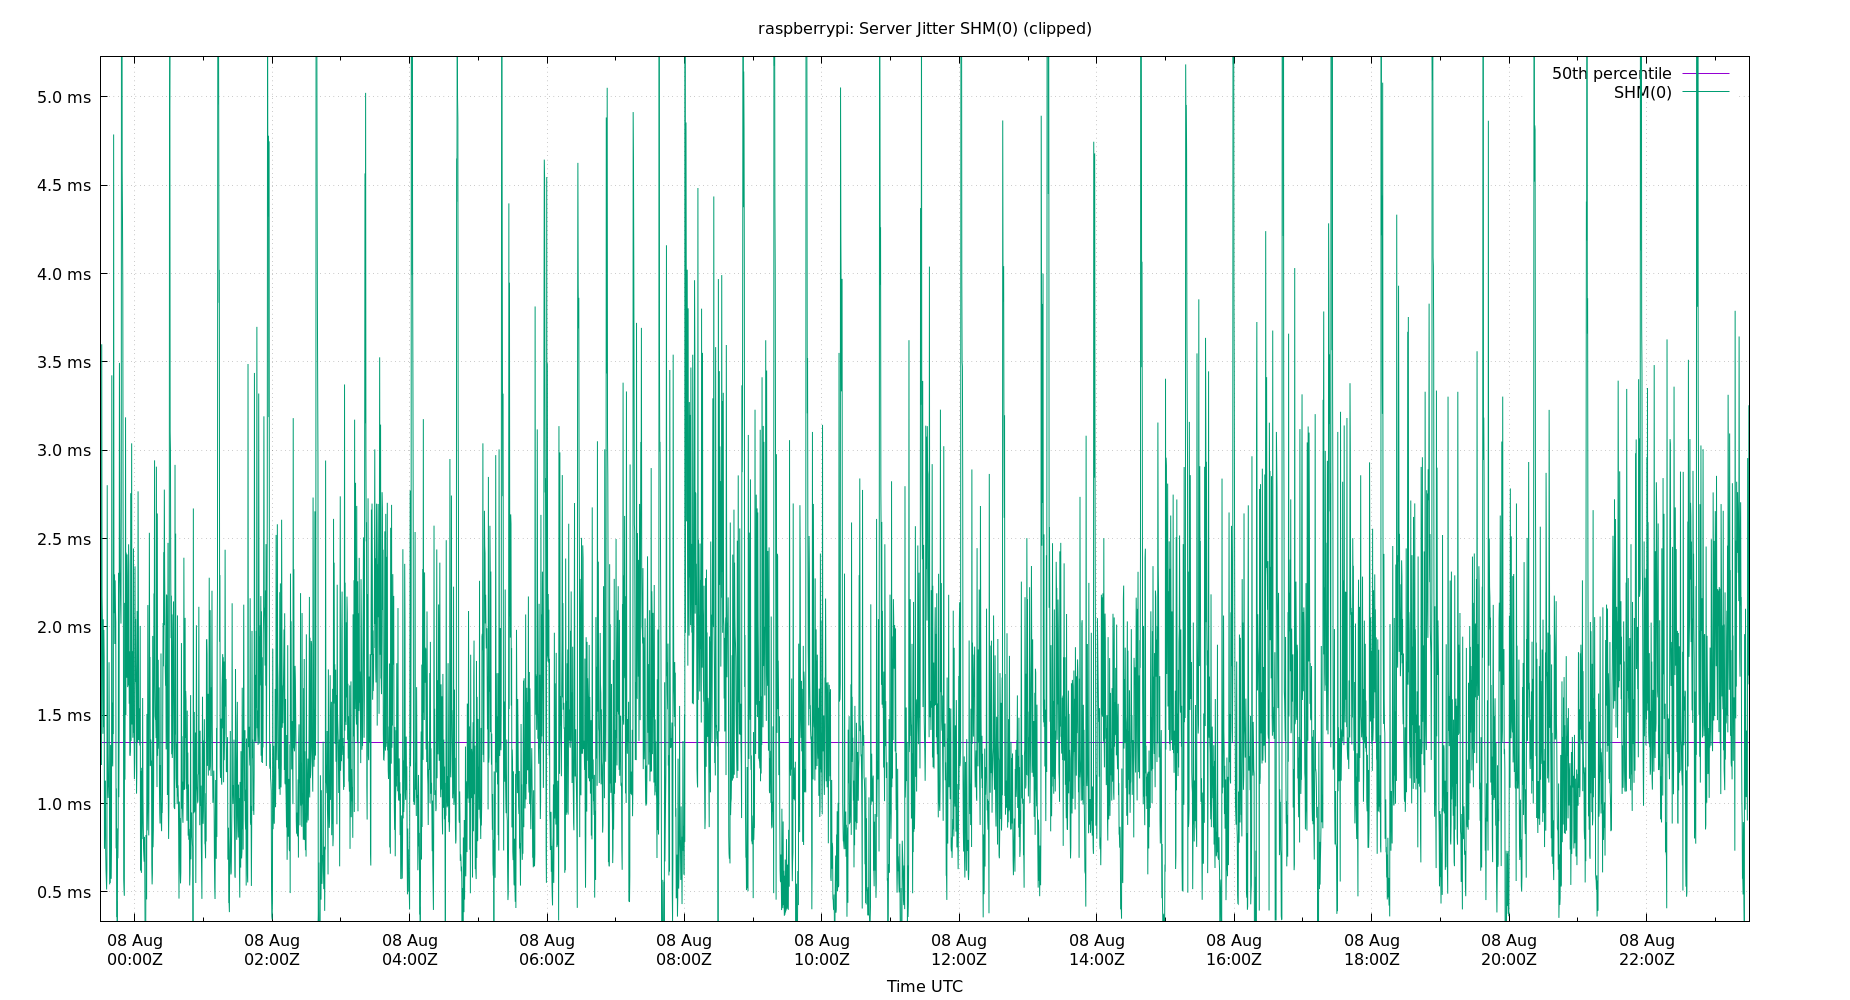 raspberrypi: Server Jitter SHM(0) (clipped)
50th percentile
SHM(0)
5.0 ms
4.5 ms
4.0 ms
3.5 ms
3.0 ms
2.5 ms
2.0 ms
1.5 ms
1.0 ms
0.5 ms
08 Aug 08 Aug 08 Aug 08 Aug 08 Aug 08 Aug 08 Aug 08 Aug 08 Aug 08 Aug 08 Aug 08 Aug
00:00Z 02:00Z 04:00Z 06:00Z 08:00Z 10:00Z 12:00Z 14:00Z 16:00Z 18:00Z 20:00Z 22:00Z
Time UTC